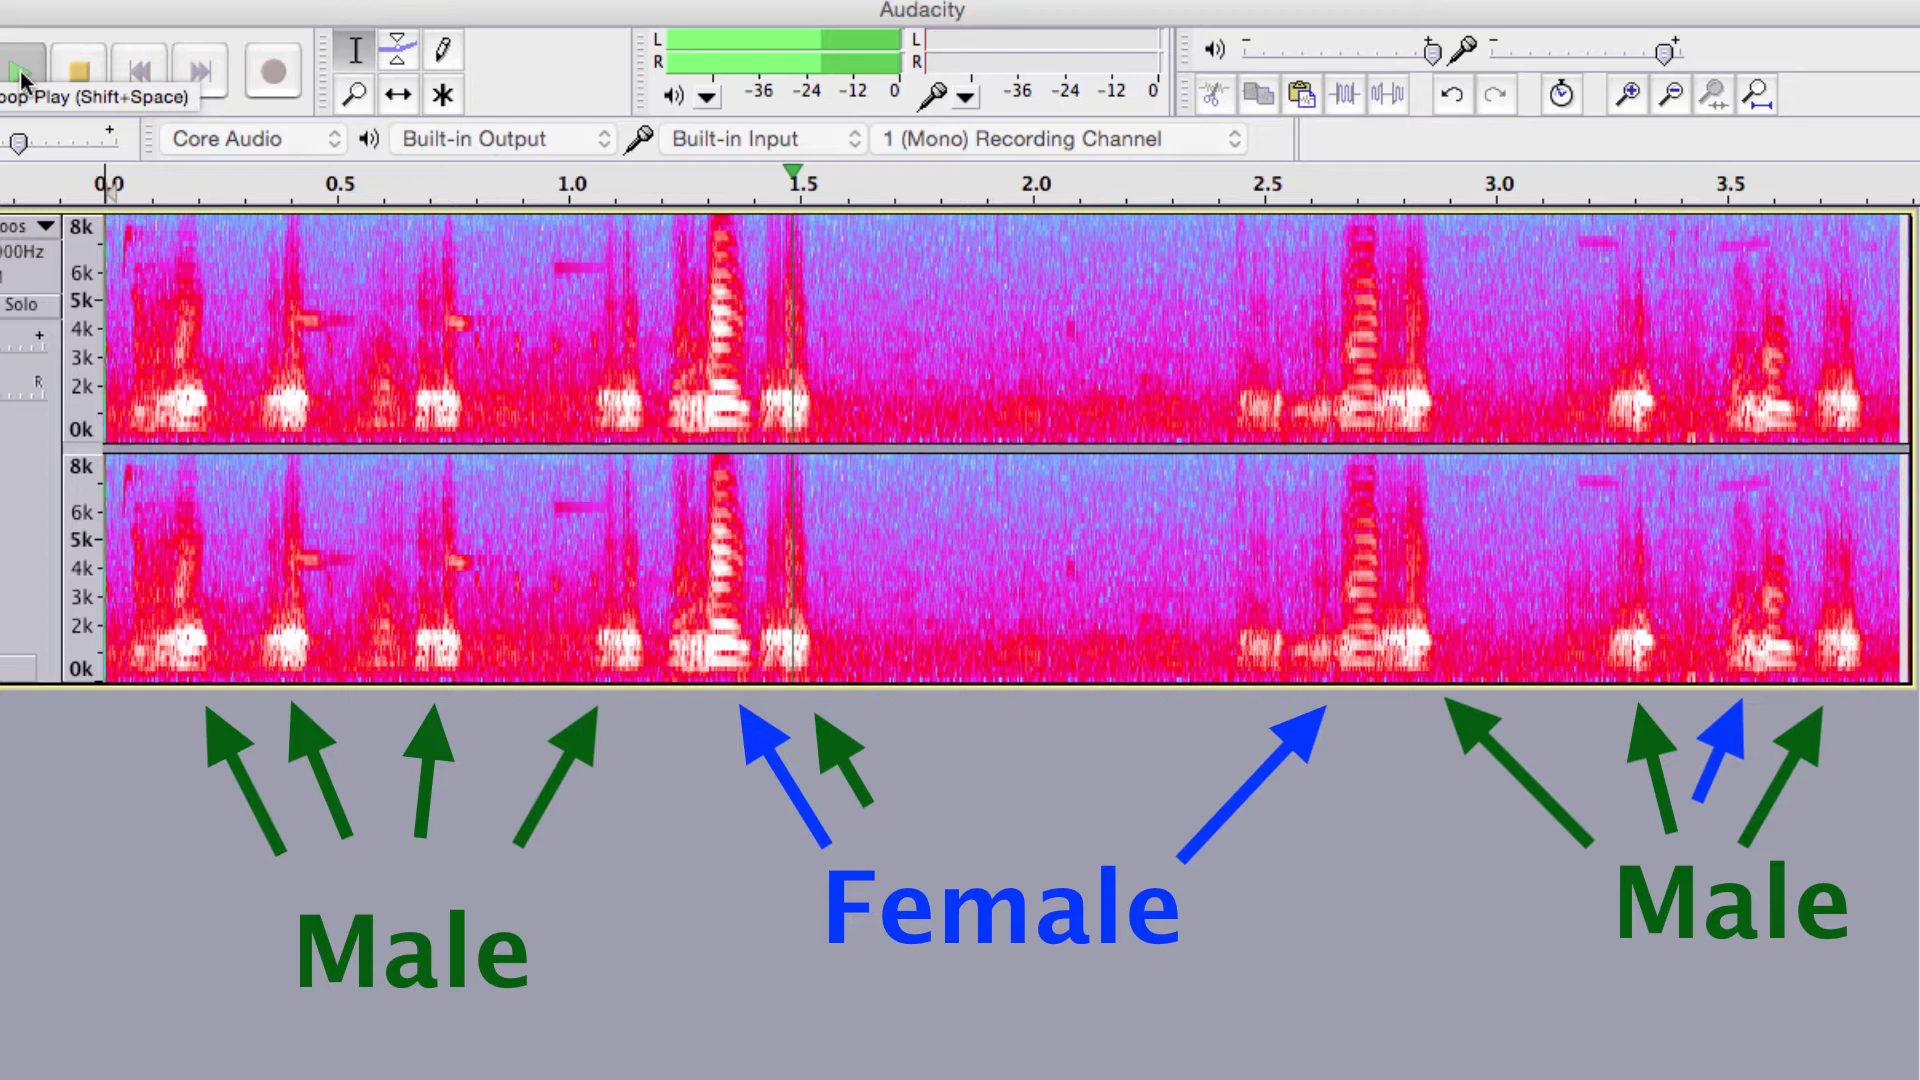 Audacity
L
R
-36 -24 -12 0
L
R
-36 -24 -12 0
- +
- +
oop Play (Shift+Space)
+
Core Audio
Built-in Output
Built-in Input
1 (Mono) Recording Channel
0.0 0.5 1.0 1.5 2.0 2.5 3.0 3.5
oos
000Hz
Solo
+
R
8k
6k
5k
4k
3k
2k
0k
8k
6k
5k
4k
3k
2k
0k
Male
Female
Male